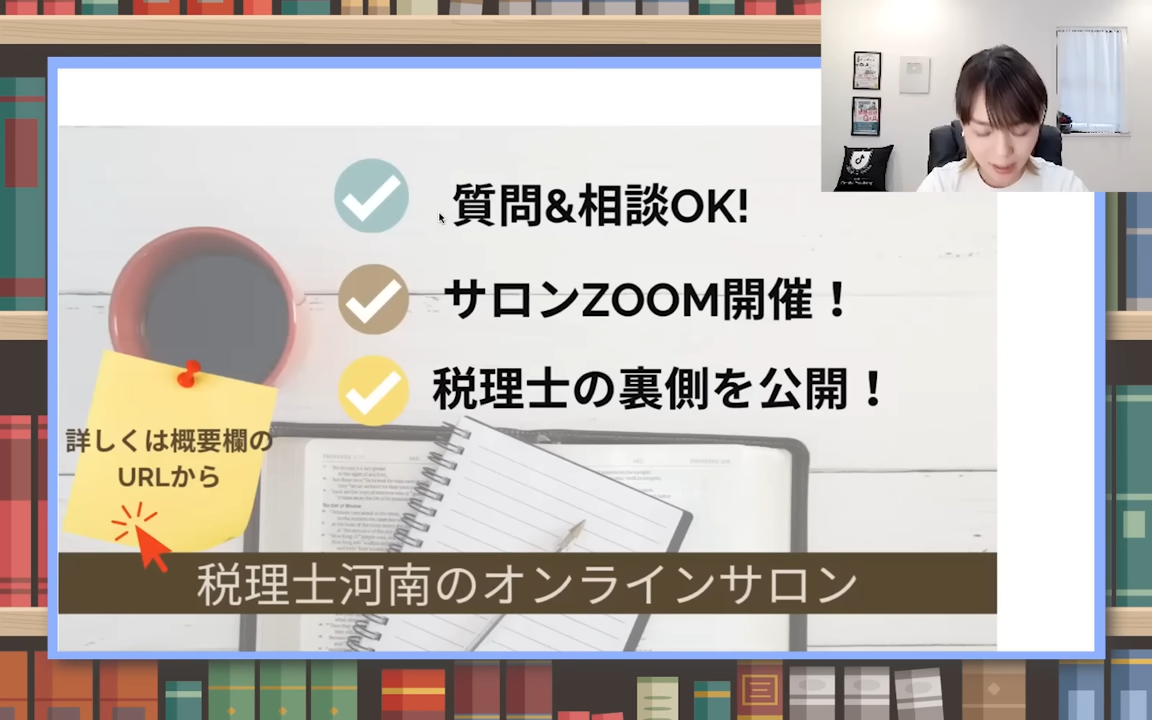 質問&相談OK!
サロンZOOM開催！
税理士の裏側を公開！
詳しくは概要欄の
URLから
税理士河南のオンラインサロン